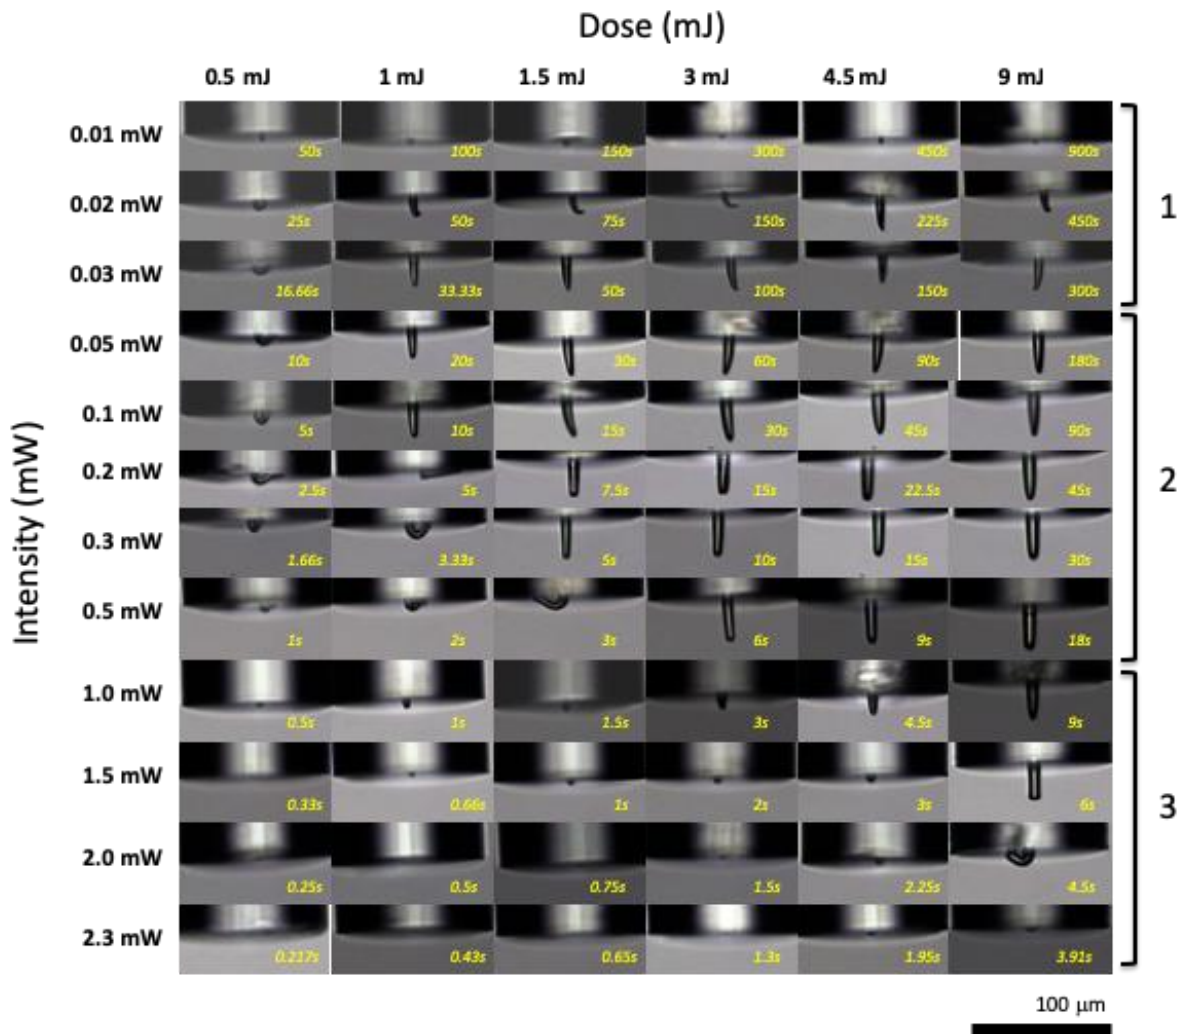 Dose (mJ)
0.5 mJ 1 mJ 1.5 mJ 3 mJ 4.5 mJ 9 mJ
0.01 mW 50s 100s 150s 300s 450s 900s
0.02 mW 25s 50s 75s 150s 225s 450s
1
0.03 mW 16.66s 33.33s 50s 100s 150s 300s
0.05 mW 10s 20s 30s 60s 90s 180s
0.1 mW 5s 10s 15s 30s 45s 90s
0.2 mW 2.5s 5s 7.5s 15s 22.5s 45s
2
0.3 mW 1.66s 3.33s 5s 10s 15s 30s
0.5 mW 1s 2s 3s 6s 9s 18s
1.0 mW 0.5s 1s 1.5s 3s 4.5s 9s
1.5 mW 0.33s 0.66s 1s 2s 3s 6s
3
2.0 mW 0.25s 0.5s 0.75s 1.5s 2.25s 4.5s
2.3 mW 0.217s 0.43s 0.65s 1.3s 1.95s 3.91s
Intensity (mW)
100 μm